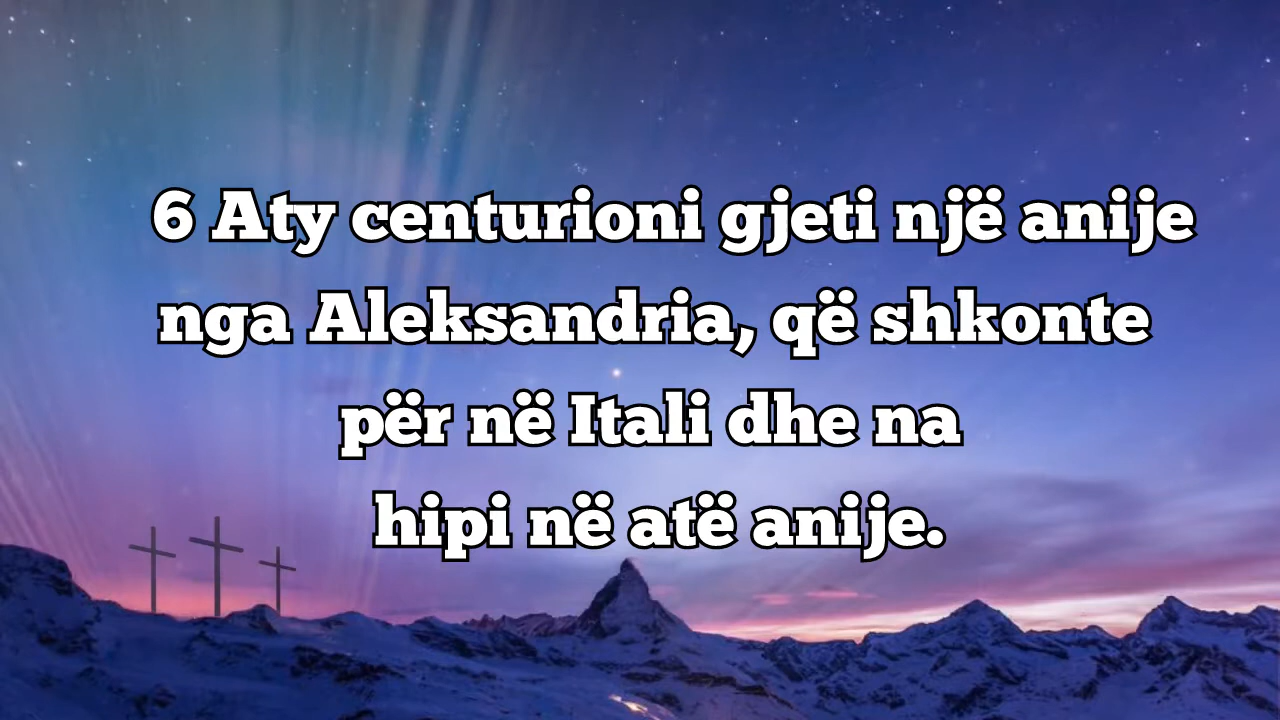 6 Aty centurioni gjeti një anije
nga Aleksandria, që shkonte
për në Itali dhe na
hipi në atë anije.